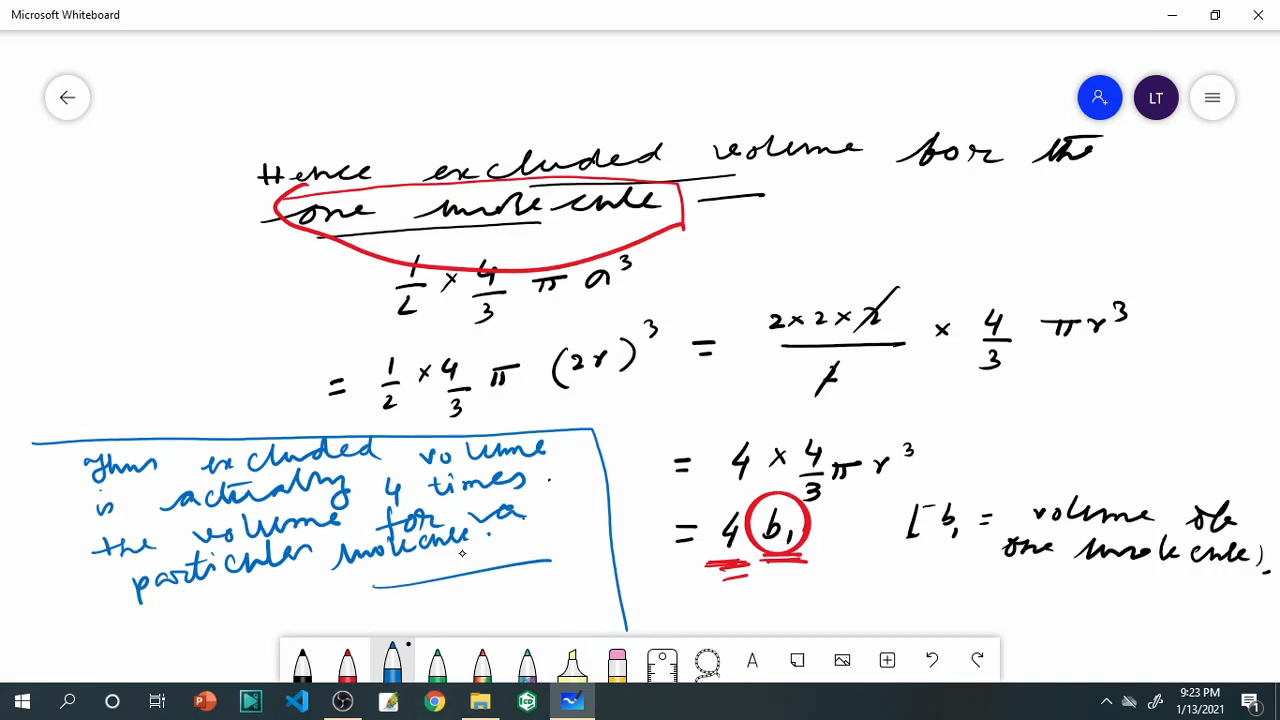 Microsoft Whiteboard
LT
Hence excluded volume for the
one molecule
1/2 × 4/3 π σ³
= 1/2 × 4/3 π (2r)³ = 2×2×2/2 × 4/3 πr³
= 4 × 4/3 πr³
= 4 b₁ [b₁ = volume of
one molecule).
Thus excluded volume
is actually 4 times.
the volume for a
particular molecule.
A
9:23 PM
1/13/2021